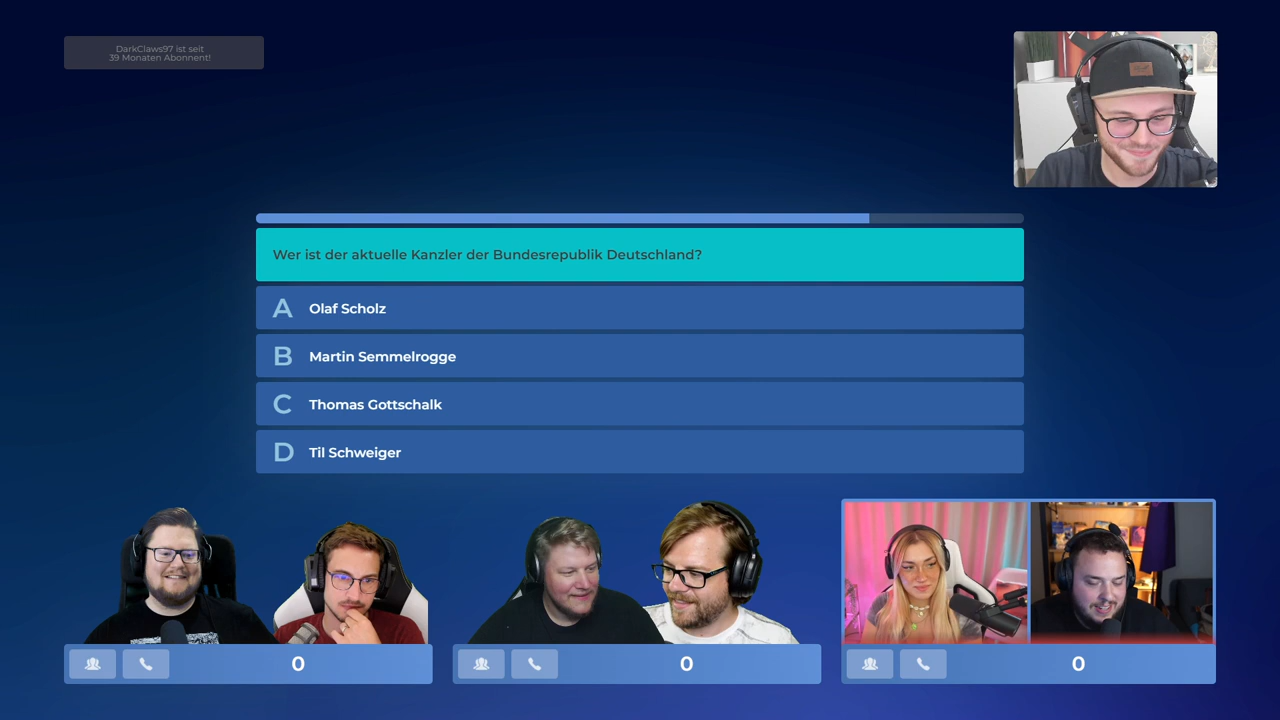 DarkClaws97 ist seit
39 Monaten Abonnent!
Wer ist der aktuelle Kanzler der Bundesrepublik Deutschland?
A Olaf Scholz
B Martin Semmelrogge
C Thomas Gottschalk
D Til Schweiger
0
0
0